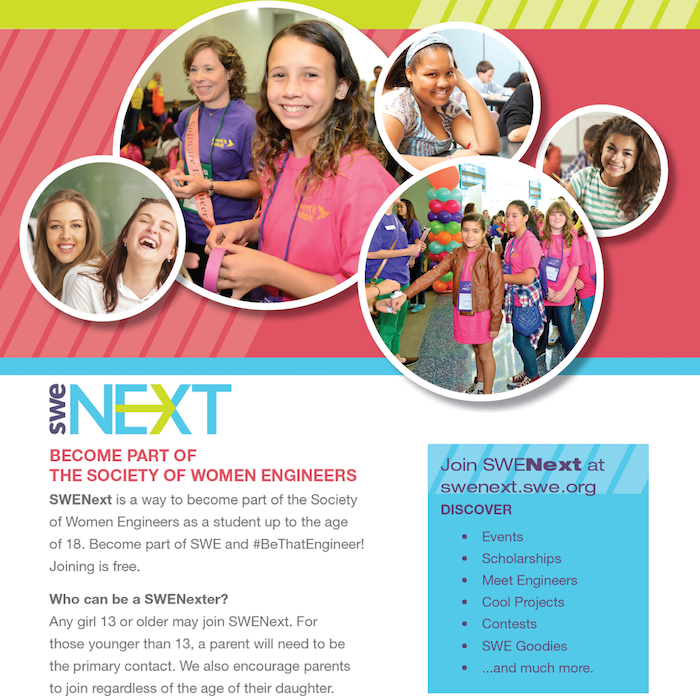 swe NEXT
BECOME PART OF
THE SOCIETY OF WOMEN ENGINEERS
SWENext is a way to become part of the Society
of Women Engineers as a student up to the age
of 18. Become part of SWE and #BeThatEngineer!
Joining is free.
Who can be a SWENexter?
Any girl 13 or older may join SWENext. For
those younger than 13, a parent will need to be
the primary contact. We also encourage parents
to join regardless of the age of their daughter.
Join SWENext at
swenext.swe.org
DISCOVER
• Events
• Scholarships
• Meet Engineers
• Cool Projects
• Contests
• SWE Goodies
• ...and much more.